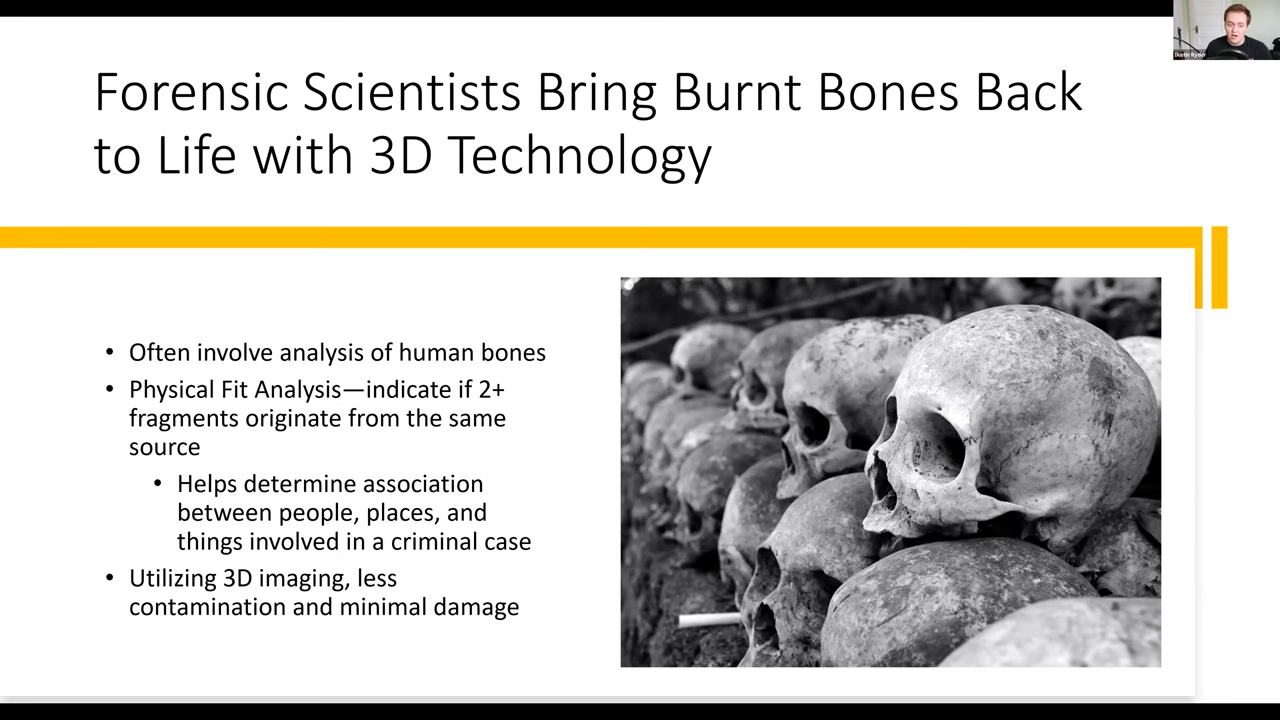 Forensic Scientists Bring Burnt Bones Back
to Life with 3D Technology
• Often involve analysis of human bones
• Physical Fit Analysis—indicate if 2+
fragments originate from the same
source
• Helps determine association
between people, places, and
things involved in a criminal case
• Utilizing 3D imaging, less
contamination and minimal damage